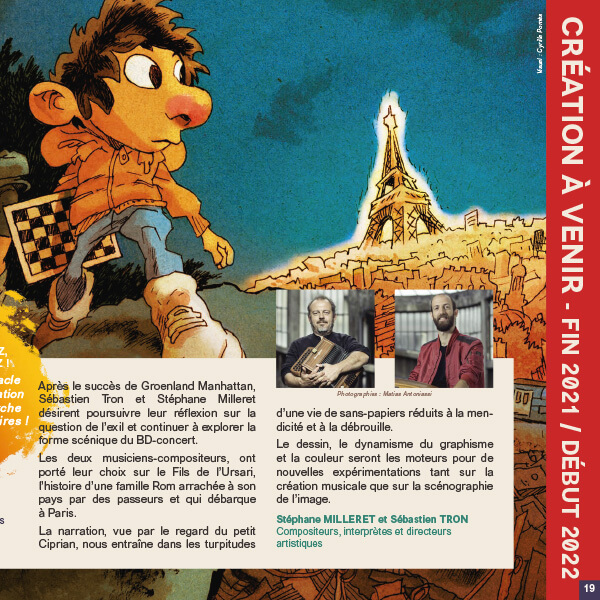 Visuel : Cyrille Pomès
CRÉATION À VENIR - FIN 2021 / DÉBUT 2022
Photographies : Matias Antoniassi
Après le succès de Groenland Manhattan,
Sébastien Tron et Stéphane Milleret
désirent poursuivre leur réflexion sur la
question de l'exil et continuer à explorer la
forme scénique du BD-concert.
Les deux musiciens-compositeurs, ont
porté leur choix sur le Fils de l'Ursari,
l'histoire d'une famille Rom arrachée à son
pays par des passeurs et qui débarque
à Paris.
La narration, vue par le regard du petit
Ciprian, nous entraîne dans les turpitudes
d'une vie de sans-papiers réduits à la men-
dicité et à la débrouille.
Le dessin, le dynamisme du graphisme
et la couleur seront les moteurs pour de
nouvelles expérimentations tant sur la
création musicale que sur la scénographie
de l'image.
Stéphane MILLERET et Sébastien TRON
Compositeurs, interprètes et directeurs
artistiques
19